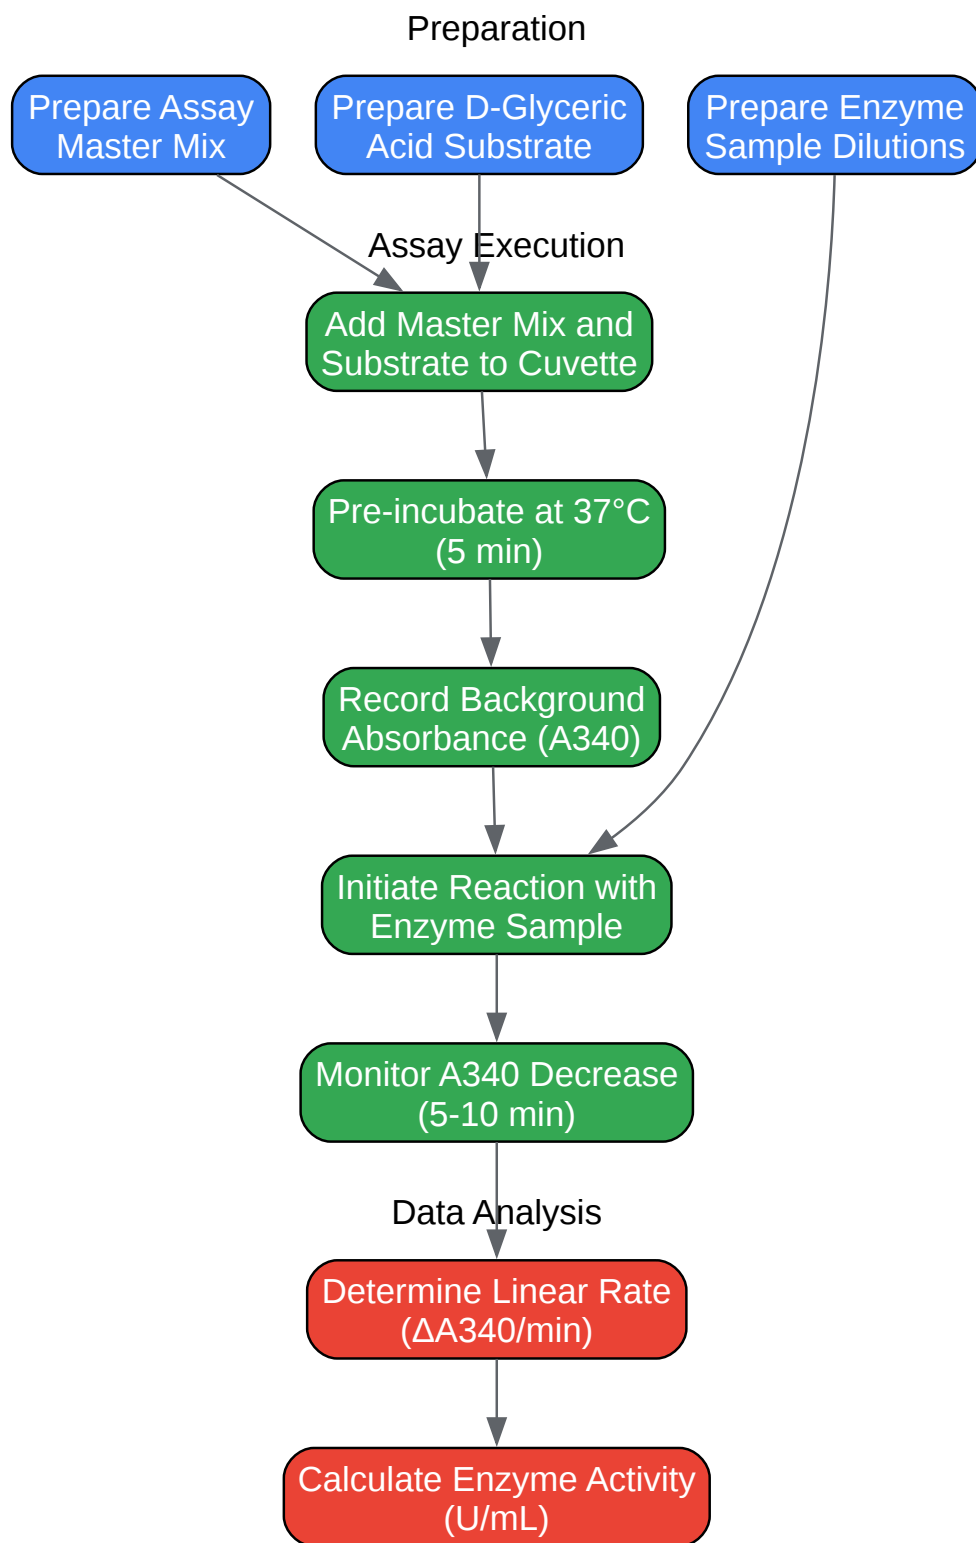 Preparation
Prepare Assay
Master Mix
Prepare D-Glyceric
Acid Substrate
Prepare Enzyme
Sample Dilutions
Assay Execution
Add Master Mix and
Substrate to Cuvette
Pre-incubate at 37°C
(5 min)
Record Background
Absorbance (A340)
Initiate Reaction with
Enzyme Sample
Monitor A340 Decrease
(5-10 min)
Data Analysis
Determine Linear Rate
(ΔA340/min)
Calculate Enzyme Activity
(U/mL)